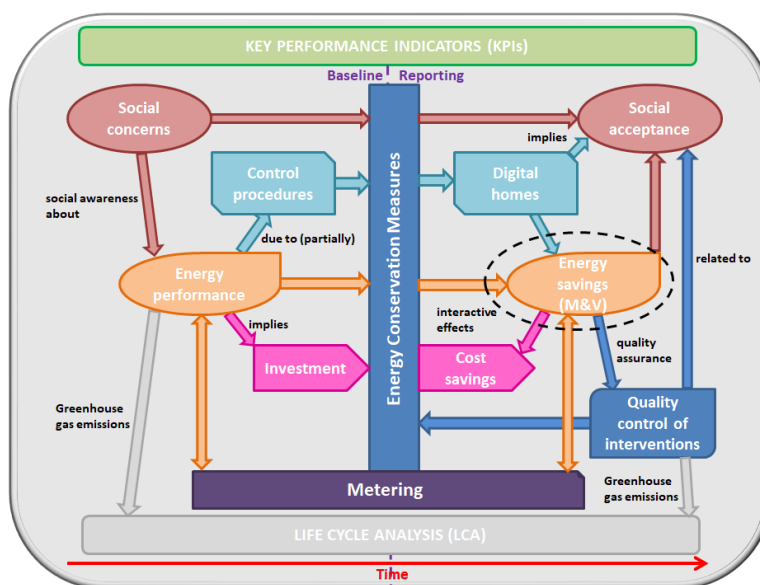 KEY PERFORMANCE INDICATORS (KPIs)
Baseline Reporting
Social
concerns
Social
acceptance
implies
Control
procedures
Digital
homes
social awareness
about
due to (partially)
Energy Conservation Measures
related to
Energy
performance
Energy
savings
(M&V)
implies
interactive
effects
quality
assurance
Investment
Cost
savings
Greenhouse
gas emissions
Quality
control of
interventions
Metering
Greenhouse
gas emissions
LIFE CYCLE ANALYSIS (LCA)
Time